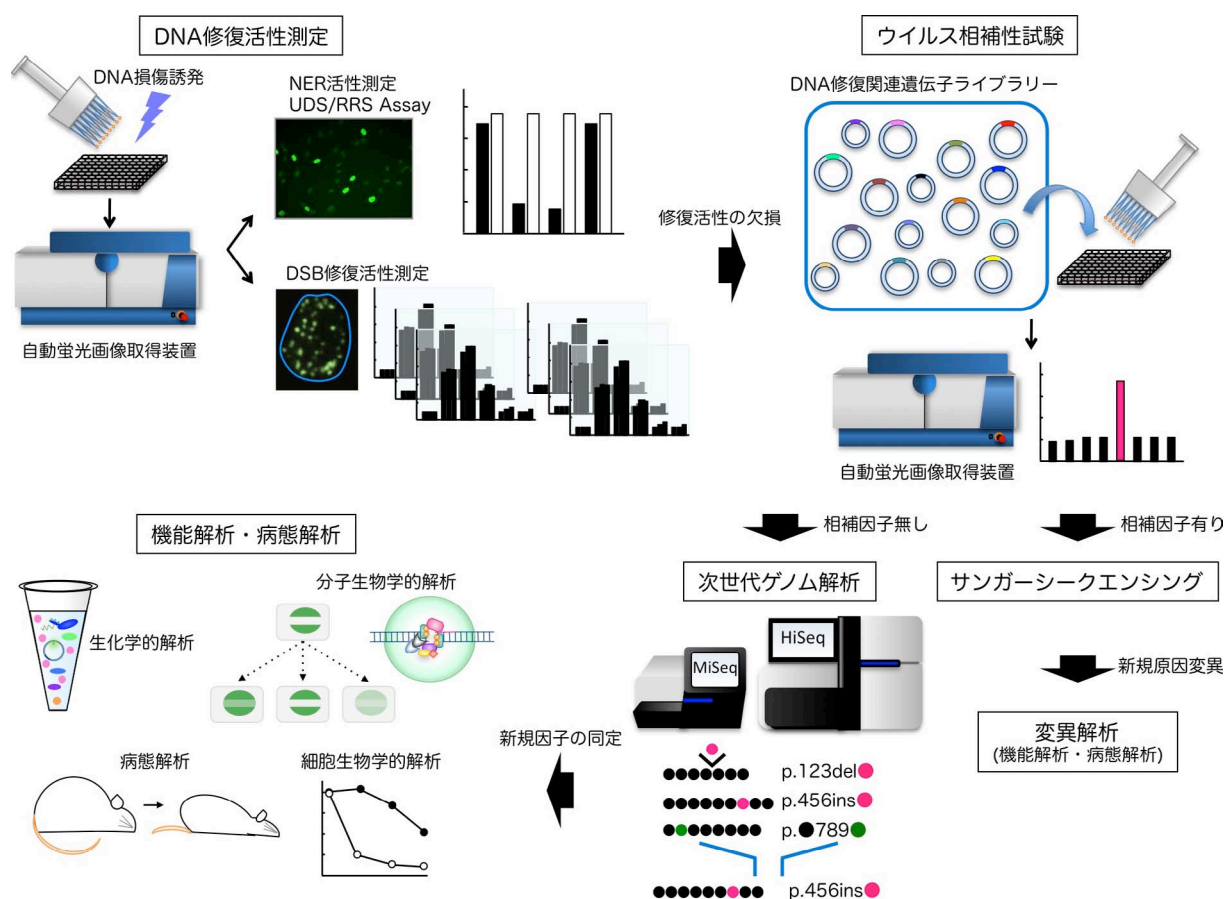 DNA修復活性測定
DNA損傷誘発
NER活性測定
UDS/RRS Assay
自動蛍光画像取得装置
DSB修復活性測定
修復活性の欠損
ウイルス相補性試験
DNA修復関連遺伝子ライブラリー
自動蛍光画像取得装置
相補因子無し
相補因子有り
次世代ゲノム解析
サンガーシークエンシング
MiSeq
HiSeq
新規原因変異
変異解析
(機能解析・病態解析)
p.123del
p.456ins
p.●789●
p.456ins
新規因子の同定
機能解析・病態解析
分子生物学的解析
生化学的解析
病態解析
細胞生物学的解析